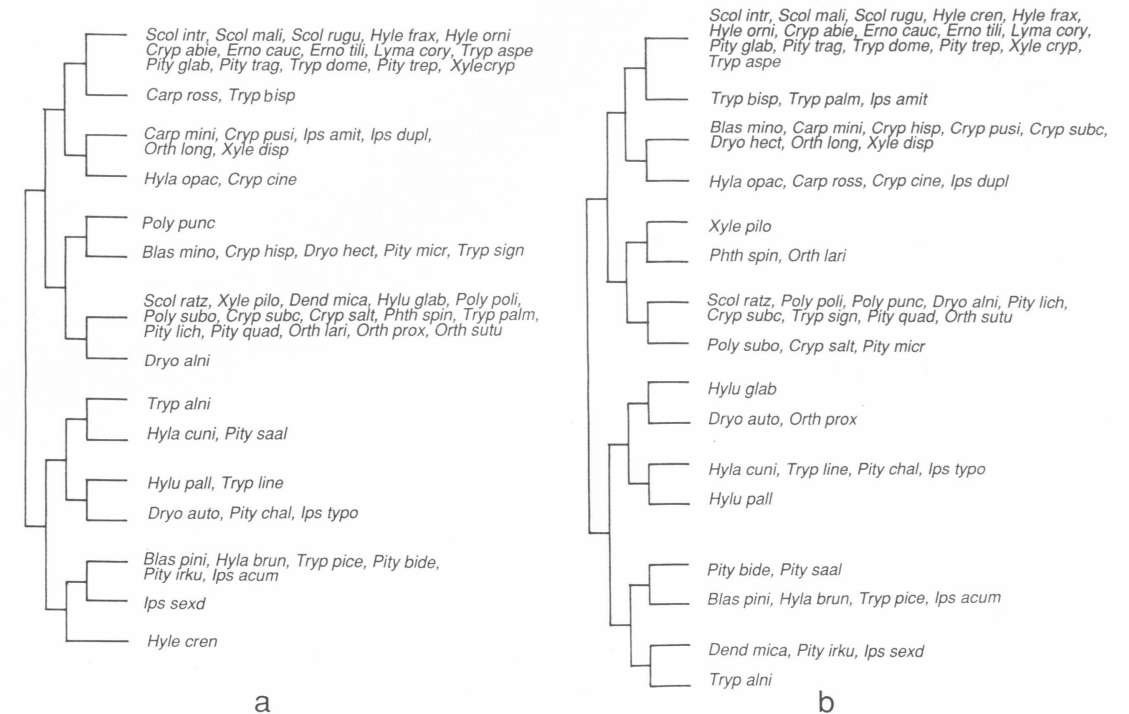 Scol intr, Scol mali, Scol rugu, Hyle frax, Hyle orni
Cryp abie, Erno cauc, Erno tili, Lyma cory, Tryp aspe
Pity glab, Pity trag, Tryp dome, Pity trep, Xylecryp
Carp ross, Tryp bisp
Carp mini, Cryp pusi, Ips amit, Ips dupl,
Orth long, Xyle disp
Hyla opac, Cryp cine
Poly punc
Blas mino, Cryp hisp, Dryo hect, Pity micr, Tryp sign
Scol ratz, Xyle pilo, Dend mica, Hylu glab, Poly poli,
Poly subo, Cryp subc, Cryp salt, Phth spin, Tryp palm,
Pity lich, Pity quad, Orth lari, Orth prox, Orth sutu
Dryo alni
Tryp alni
Hyla cuni, Pity saal
Hylu pall, Tryp line
Dryo auto, Pity chal, Ips typo
Blas pini, Hyla brun, Tryp pice, Pity bide,
Pity irku, Ips acum
Ips sexd
Hyle cren
a
Scol intr, Scol mali, Scol rugu, Hyle cren, Hyle frax,
Hyle orni, Cryp abie, Erno cauc, Erno tili, Lyma cory,
Pity glab, Pity trag, Tryp dome, Pity trep, Xyle cryp,
Tryp aspe
Tryp bisp, Tryp palm, Ips amit
Blas mino, Carp mini, Cryp hisp, Cryp pusi, Cryp subc,
Dryo hect, Orth long, Xyle disp
Hyla opac, Carp ross, Cryp cine, Ips dupl
Xyle pilo
Phth spin, Orth lari
Scol ratz, Poly poli, Poly punc, Dryo alni, Pity lich,
Cryp subc, Tryp sign, Pity quad, Orth sutu
Poly subo, Cryp salt, Pity micr
Hylu glab
Dryo auto, Orth prox
Hyla cuni, Tryp line, Pity chal, Ips typo
Hylu pall
Pity bide, Pity saal
Blas pini, Hyla brun, Tryp pice, Ips acum
Dend mica, Pity irku, Ips sexd
Tryp alni
b